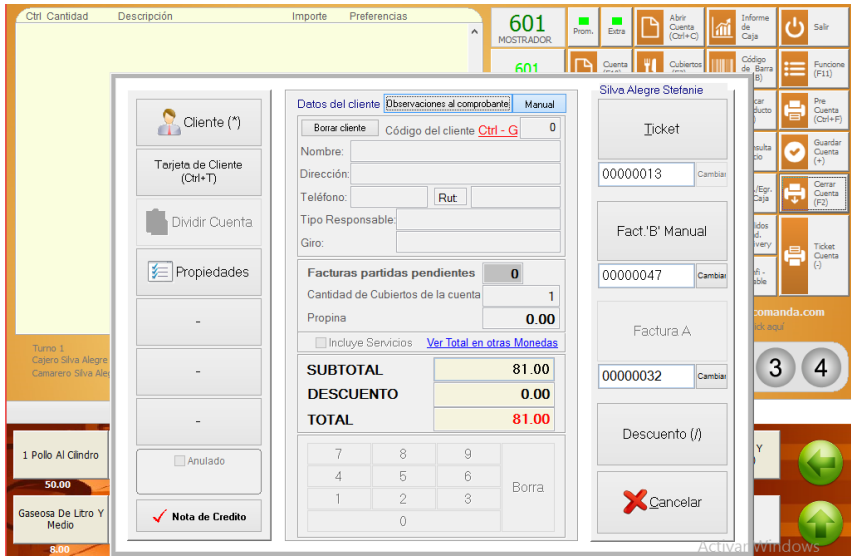 Ctrl Cantidad Descripción Importe Preferencias
601
MOSTRADOR
601
Prom.
Extra
Abrir
Cuenta
(Ctrl+C)
Informe
de
Caja
Salir
Cuenta
Cubiertos
Código
de Barra
Funcione
(F11)
Pre
Cuenta
(Ctrl+F)
Guardar
Cuenta
(+)
Cerrar
Cuenta
(F2)
Ticket
Cuenta
(-)
./Egr.
Caja
Turno 1
Cajero Silva Alegre
Camarero Silva Ale
3 4
1 Pollo Al Cilindro
50.00
Gaseosa De Litro Y
Medio
8.00
Y
Cliente (*)
Tarjeta de Cliente
(Ctrl+T)
Dividir Cuenta
Propiedades
-
-
-
Anulado
Nota de Credito
Datos del cliente Observaciones al comprobante Manual
Borrar cliente Código del cliente Ctrl - G 0
Nombre:
Dirección:
Teléfono: Rut:
Tipo Responsable:
Giro:
Facturas partidas pendientes 0
Cantidad de Cubiertos de la cuenta 1
Propina 0.00
Incluye Servicios Ver Total en otras Monedas
SUBTOTAL 81.00
DESCUENTO 0.00
TOTAL 81.00
7 8 9
4 5 6
1 2 3
0
Borra
Silva Alegre Stefanie
Ticket
00000013 Cambiar
Fact.'B' Manual
00000047 Cambiar
Factura A
00000032 Cambiar
Descuento (/)
Cancelar
Activar Windows